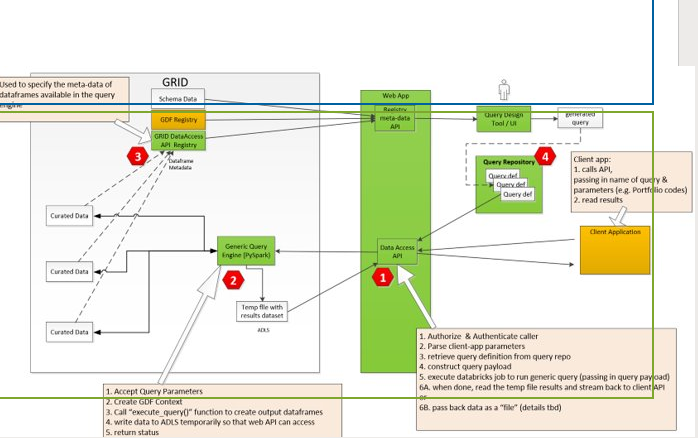 Used to specify the meta-data of
dataframes available in the query
engine
GRID
Schema Data
GDF Registry
GRID DataAccess
API Registry
3
Dataframe
Metadata
Curated Data
Curated Data
Curated Data
Generic Query
Engine (PySpark)
2
Temp file with
results dataset
ADLS
Web App
Registry
meta-data
API
Data Access
API
1
Query Design
Tool / UI
generated
query
Query Repository
4
Query def
Query def
Query def
Client app:
1. calls API,
passing in name of query &
parameters (e.g. Portfolio codes)
2. read results
Client Application
1. Accept Query Parameters
2. Create GDF Context
3. Call “execute_query()” function to create output dataframes
4. write data to ADLS temporarily so that web API can access
5. return status
1. Authorize & Authenticate caller
2. Parse client-app parameters
3. retrieve query definition from query repo
4. construct query payload
5. execute databricks job to run generic query (passing in query payload)
6A. when done, read the temp file results and stream back to client API
or
6B. pass back data as a “file” (details tbd)